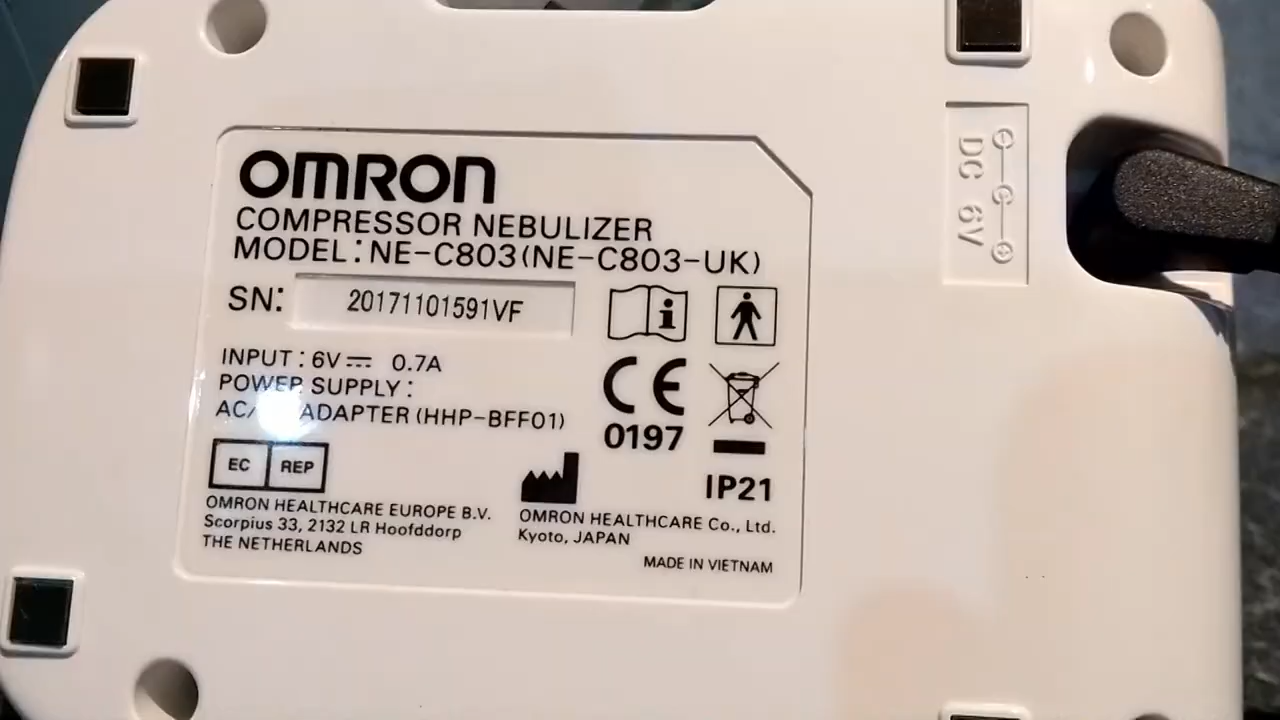 OMRON
COMPRESSOR NEBULIZER
MODEL: NE-C803(NE-C803-UK)
SN: 20171101591VF
INPUT: 6V 0.7A
POWER SUPPLY:
ADAPTER (HHP-BFF01)
EC REP
OMRON HEALTHCARE EUROPE B.V.
Scorpius 33, 2132 LR Hoofddorp
THE NETHERLANDS
CE
0197
IP21
OMRON HEALTHCARE Co., Ltd.
Kyoto, JAPAN
MADE IN VIETNAM
DC 6V